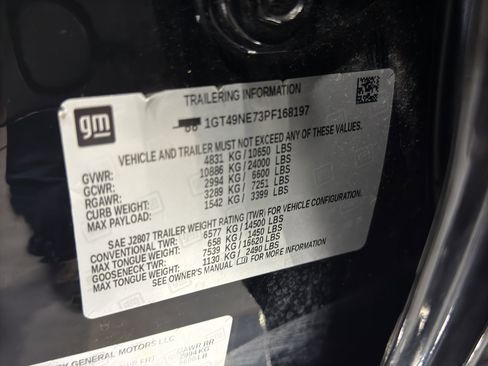 TRAILERING INFORMATION
gm
1GT49NE73PF168197
VEHICLE AND TRAILER MUST NOT EXCEED ANY OF THESE VALUES
GVWR: 4831 KG / 10650 LBS
GCWR: 10886 KG / 24000 LBS
RGAWR: 2994 KG / 6600 LBS
CURB WEIGHT: 3289 KG / 7251 LBS
MAX PAYLOAD: 1542 KG / 3399 LBS
SAE J2807 TRAILER WEIGHT RATING (TWR) FOR VEHICLE CONFIGURATION:
CONVENTIONAL TWR: 6577 KG / 14500 LBS
MAX TONGUE WEIGHT: 658 KG / 1450 LBS
GOOSENECK TWR: 7539 KG / 16620 LBS
MAX TONGUE WEIGHT: 1130 KG / 2490 LBS
SEE OWNER'S MANUAL FOR MORE INFORMATION
GENERAL MOTORS LLC